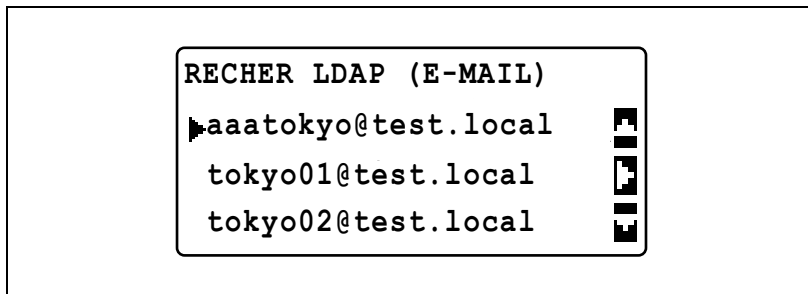 RECHER LDAP (E-MAIL)
aaatokyo@test.local
tokyo01@test.local
tokyo02@test.local